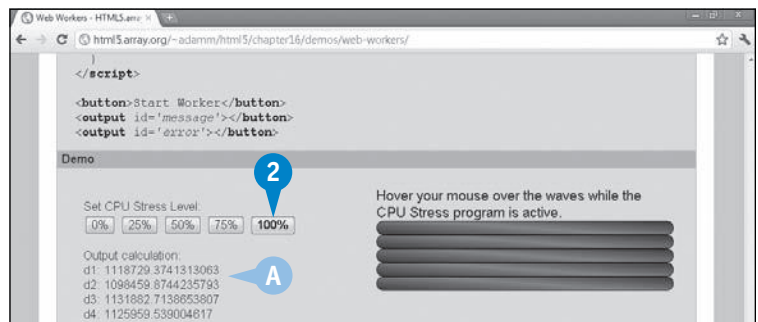 Web Workers - HTML5.array
html5.array.org/~adamm/html5/chapter16/demos/web-workers/
}
</script>
<button>Start Worker</button>
<output id='message'></button>
<output id='error'></button>
Demo
2
Set CPU Stress Level:
0% 25% 50% 75% 100%
Output calculation:
d1: 1118729.3741313063
d2: 1098459.8744235793
d3: 1131882.7138653807
d4: 1125959.539004617
A
Hover your mouse over the waves while the
CPU Stress program is active.